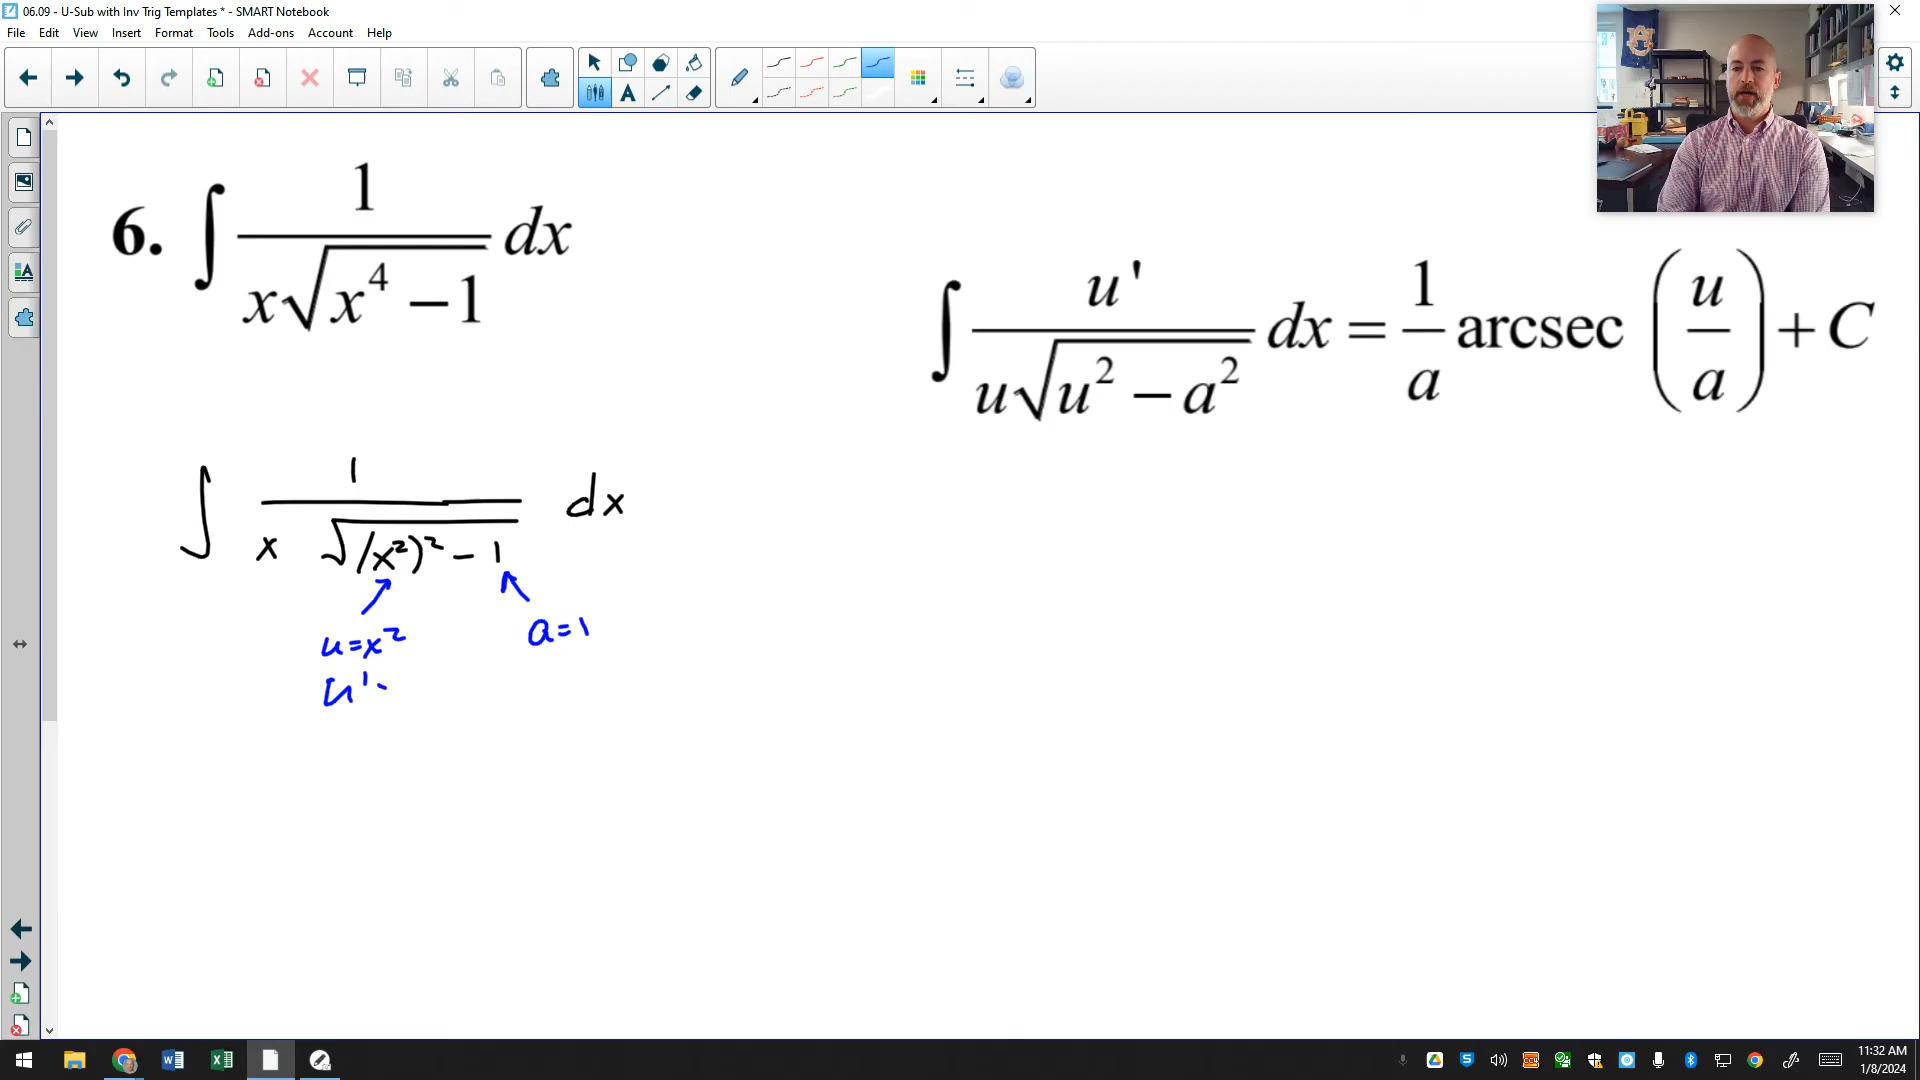 06.09 - U-Sub with Inv Trig Templates * - SMART Notebook
File Edit View Insert Format Tools Add-ons Account Help
6. ∫ 1 / (x√(x⁴ − 1)) dx
∫ u' / (u√(u² − a²)) dx = 1/a arcsec (u/a) + C
∫ 1 / (x √((x²)² − 1)) dx
u = x²
a = 1
u'
11:32 AM
1/8/2024